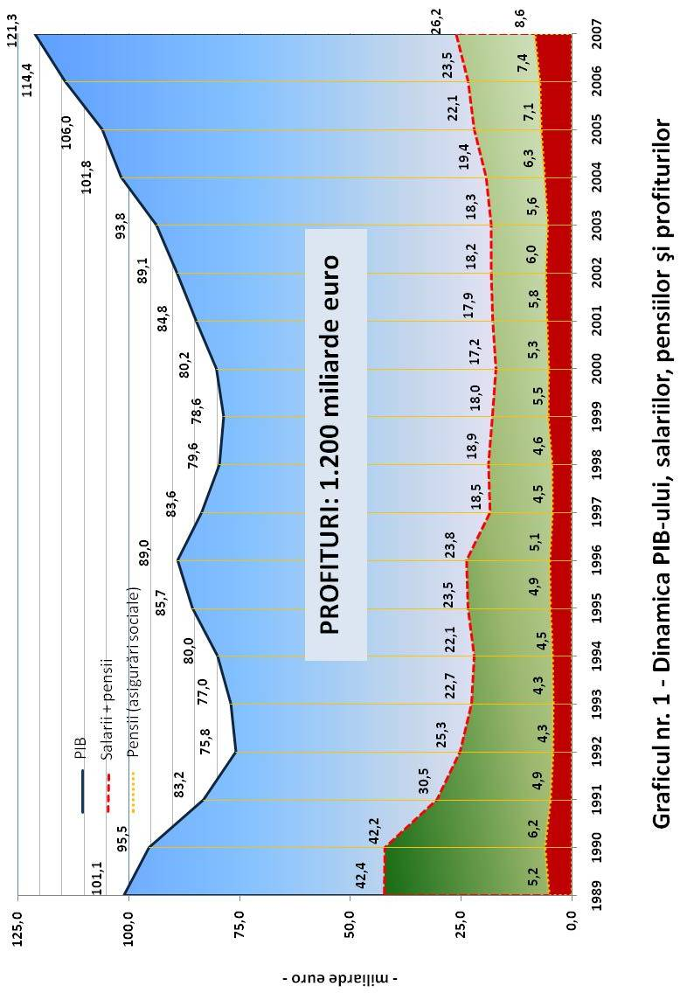 - miliarde euro -
125,0
100,0
75,0
50,0
25,0
0,0
PIB
Salarii + pensii
Pensii (asigurări sociale)
101,1 95,5 83,2 75,8 77,0 80,0 85,7 89,0 83,6 79,6 78,6 80,2 84,8 89,1 93,8 101,8 106,0 114,4 121,3
PROFITURI: 1.200 miliarde euro
42,4 42,2 30,5 25,3 22,7 22,1 23,5 23,8 18,5 18,9 18,0 17,2 17,9 18,2 18,3 19,4 22,1 23,5 26,2
5,2 6,2 4,9 4,3 4,3 4,5 4,9 5,1 4,5 4,6 5,5 5,3 5,8 6,0 5,6 6,3 7,1 7,4 8,6
1989 1990 1991 1992 1993 1994 1995 1996 1997 1998 1999 2000 2001 2002 2003 2004 2005 2006 2007
Graficul nr. 1 - Dinamica PIB-ului, salariilor, pensiilor şi profiturilor